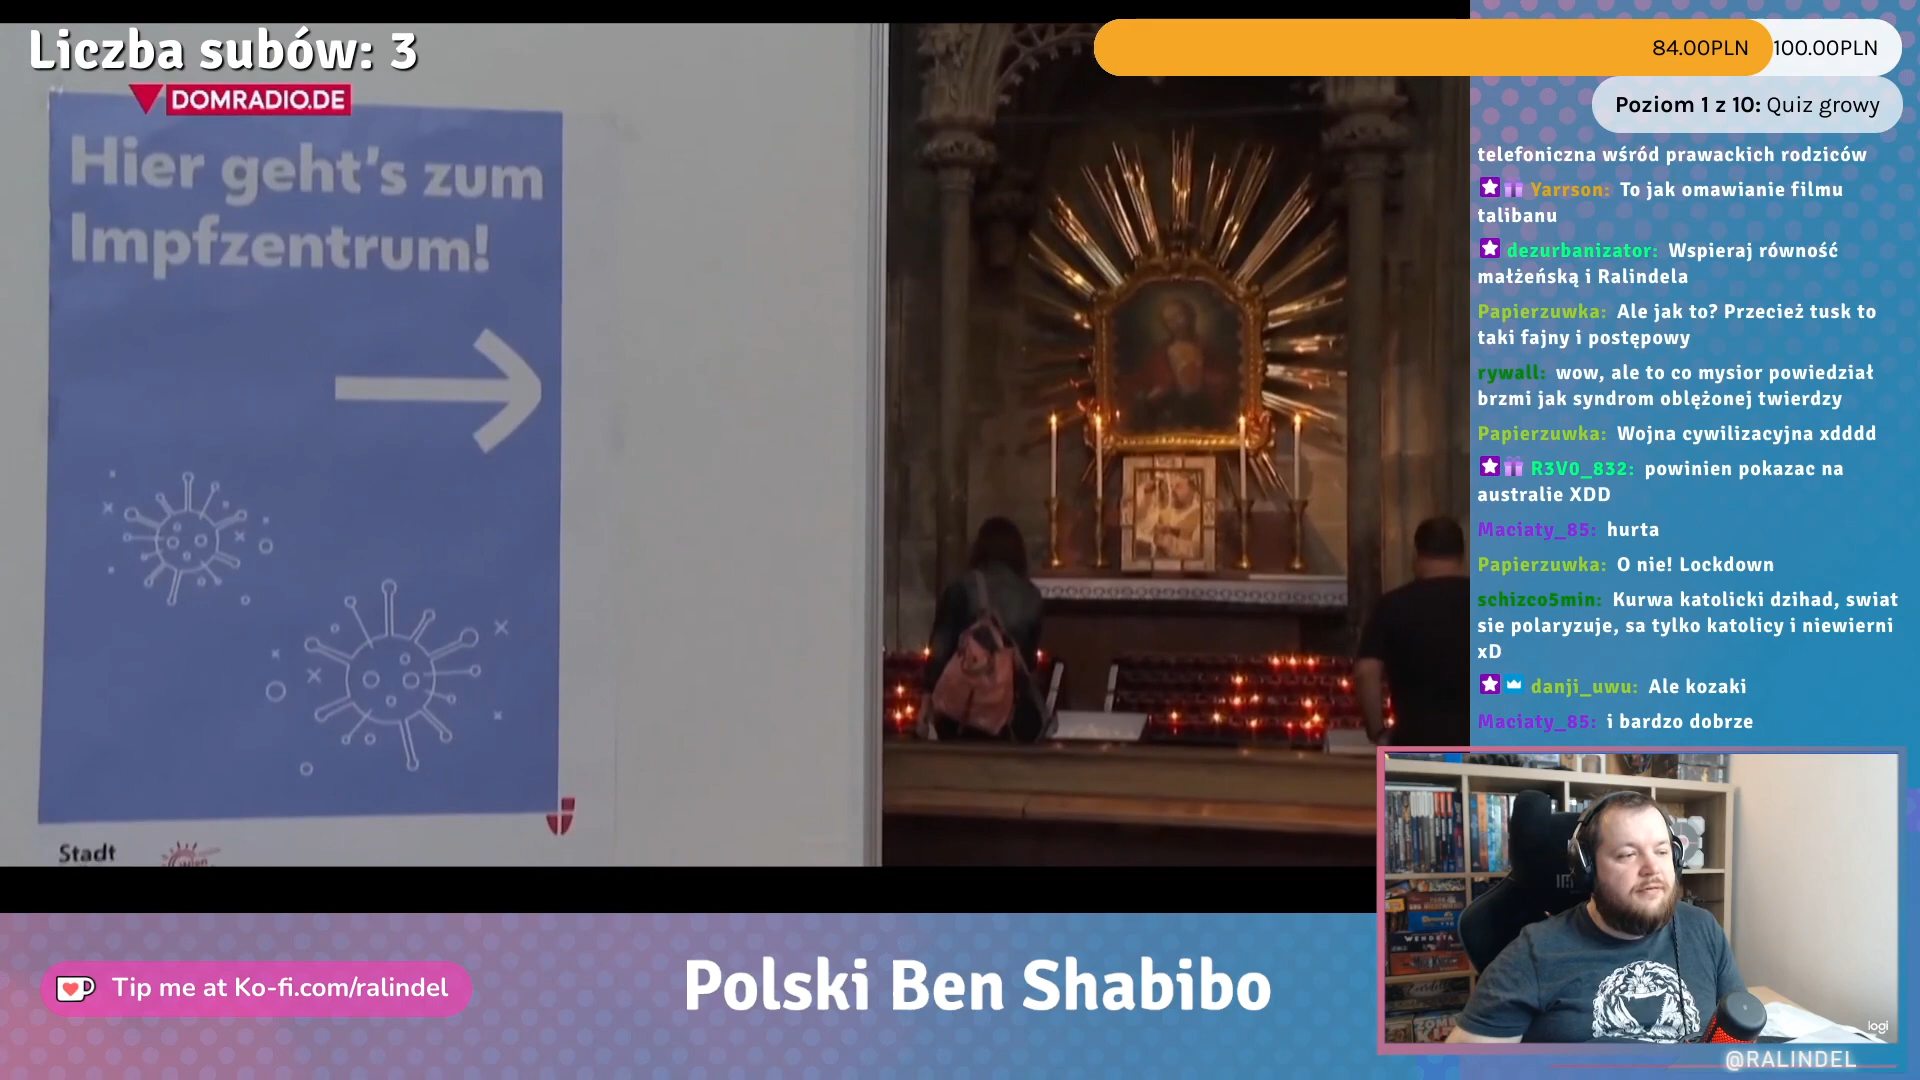 Liczba subów: 3
DOMRADIO.DE
Hier geht's zum
Impfzentrum!
Stadt
Wien
84.00PLN
100.00PLN
Poziom 1 z 10: Quiz growy
telefoniczna wśród prawackich rodziców
Yarrson: To jak omawianie filmu
talibanu
dezurbanizator: Wspieraj równość
małżeńską i Ralindela
Papierzuwka: Ale jak to? Przecież tusk to
taki fajny i postępowy
rywall: wow, ale to co mysior powiedział
brzmi jak syndrom oblężonej twierdzy
Papierzuwka: Wojna cywilizacyjna xdddd
R3V0_832: powinien pokazac na
australie XDD
Maciaty_85: hurta
Papierzuwka: O nie! Lockdown
schizco5min: Kurwa katolicki dzihad, swiat
sie polaryzuje, sa tylko katolicy i niewierni
xD
danji_uwu: Ale kozaki
Maciaty_85: i bardzo dobrze
WENDETA
logi
@RALINDEL
Tip me at Ko-fi.com/ralindel
Polski Ben Shabibo